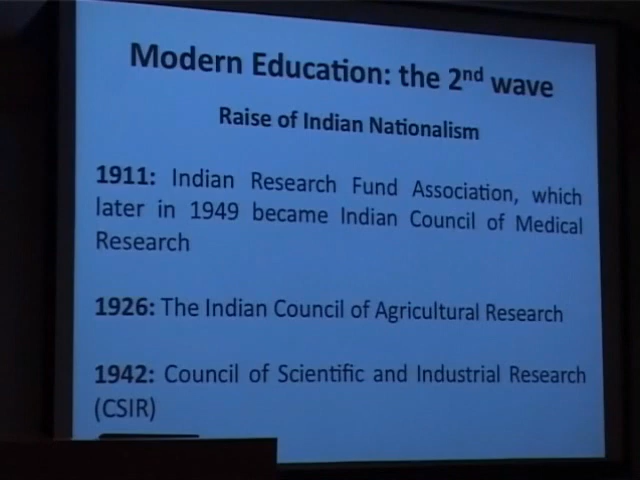 Modern Education: the 2nd wave
Raise of Indian Nationalism
1911: Indian Research Fund Association, which
later in 1949 became Indian Council of Medical
Research
1926: The Indian Council of Agricultural Research
1942: Council of Scientific and Industrial Research
(CSIR)